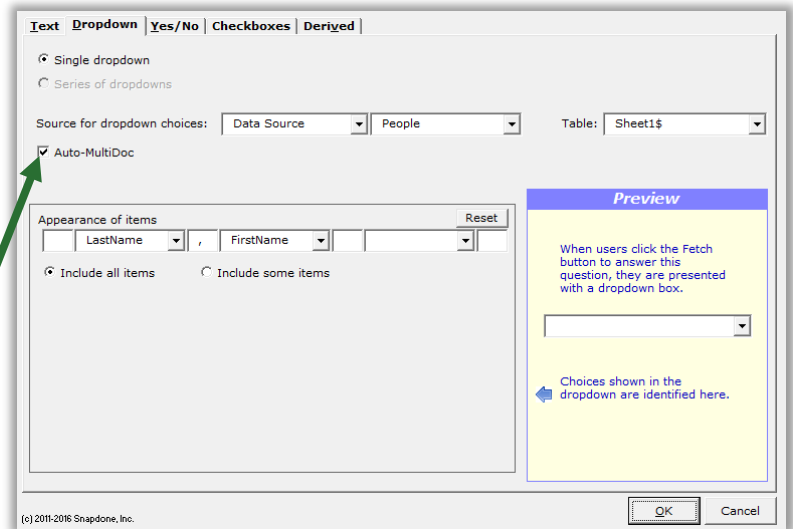 Text Dropdown Yes/No Checkboxes Derived
Single dropdown
Series of dropdowns
Source for dropdown choices: Data Source People Table: Sheet1$
Auto-MultiDoc
Appearance of items Reset
LastName , FirstName
Include all items Include some items
Preview
When users click the Fetch
button to answer this
question, they are presented
with a dropdown box.
Choices shown in the
dropdown are identified here.
(c) 2011-2016 Snapdone, Inc.
OK Cancel